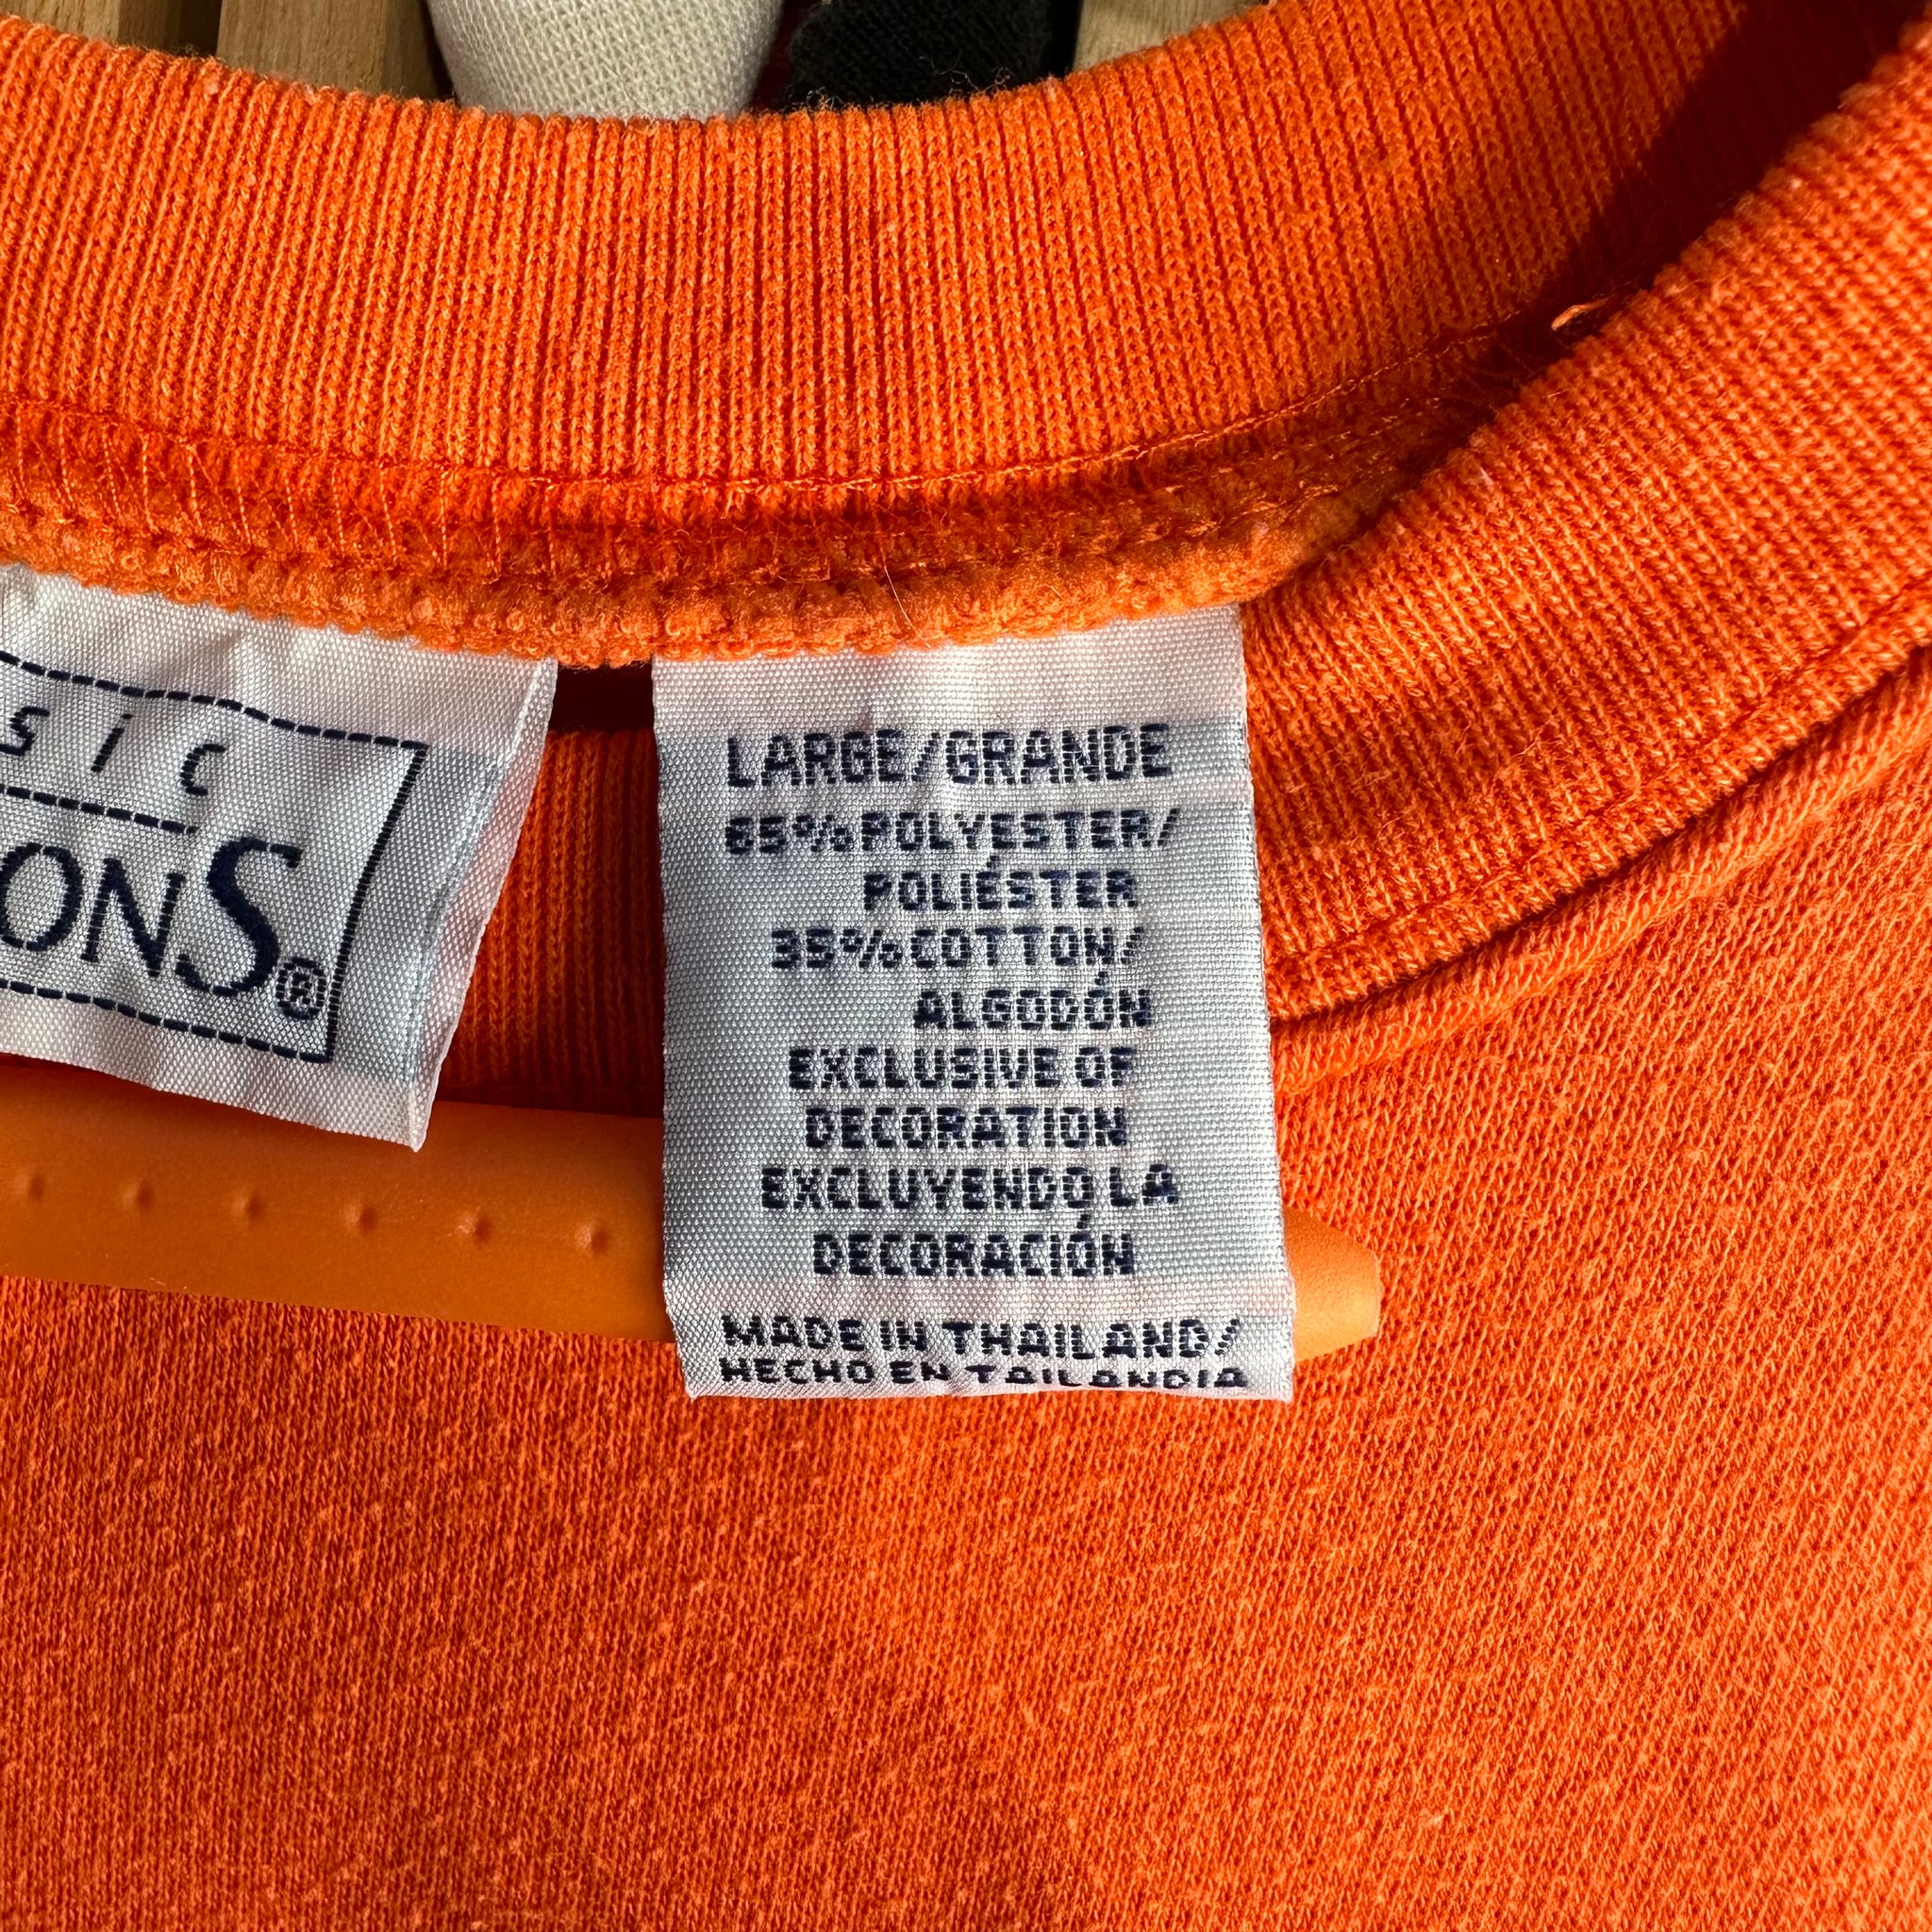 sic
ONS®
LARGE/GRANDE
65% POLYESTER/
POLIÉSTER
35% COTTON/
ALGODÓN
EXCLUSIVE OF
DECORATION
EXCLUYENDO LA
DECORACIÓN
MADE IN THAILAND/
HECHO EN TAILANDIA